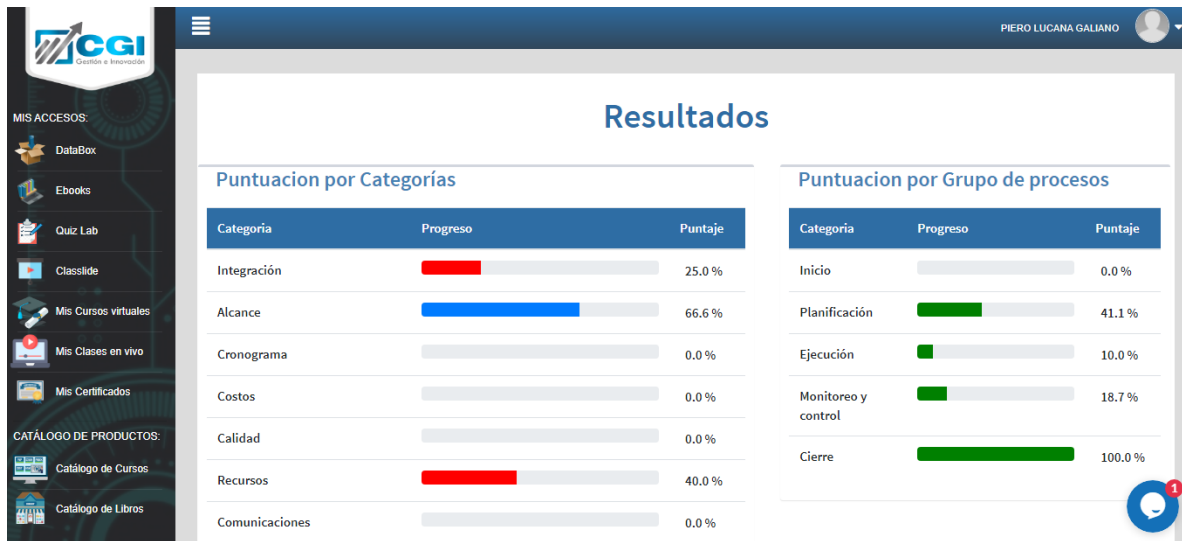 CGI
Gestión e Innovación
PIERO LUCANA GALIANO
MIS ACCESOS:
DataBox
Ebooks
Quiz Lab
Classlide
Mis Cursos virtuales
Mis Clases en vivo
Mis Certificados
CATÁLOGO DE PRODUCTOS:
Catálogo de Cursos
Catálogo de Libros
Resultados
Puntuacion por Categorías
Categoria Progreso Puntaje
Integración 25.0 %
Alcance 66.6 %
Cronograma 0.0 %
Costos 0.0 %
Calidad 0.0 %
Recursos 40.0 %
Comunicaciones 0.0 %
Puntuacion por Grupo de procesos
Categoria Progreso Puntaje
Inicio 0.0 %
Planificación 41.1 %
Ejecución 10.0 %
Monitoreo y
control 18.7 %
Cierre 100.0 %
1